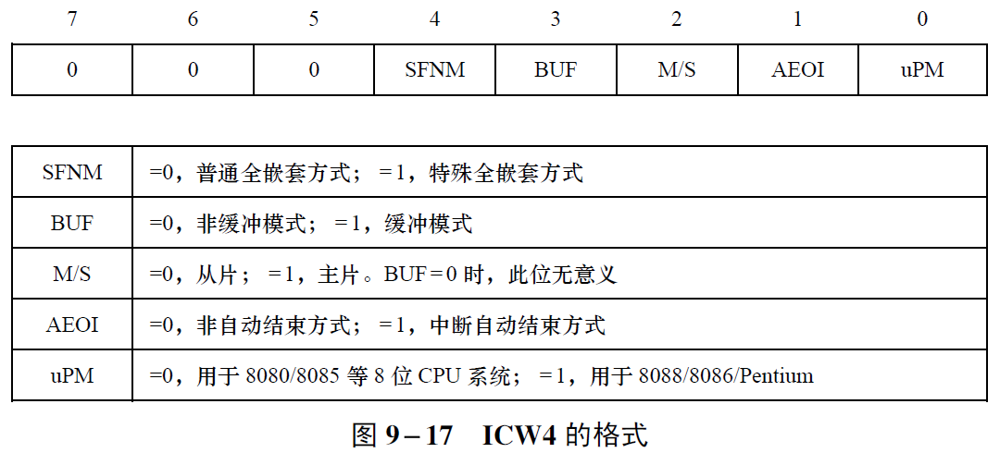 7 6 5 4 3 2 1 0
0 0 0 SFNM BUF M/S AEOI uPM
SFNM =0，普通全嵌套方式； =1，特殊全嵌套方式
BUF =0，非缓冲模式； =1，缓冲模式
M/S =0，从片； =1，主片。BUF=0 时，此位无意义
AEOI =0，非自动结束方式； =1，中断自动结束方式
uPM =0，用于 8080/8085 等 8 位 CPU 系统； =1，用于 8088/8086/Pentium
图 9－17 ICW4 的格式